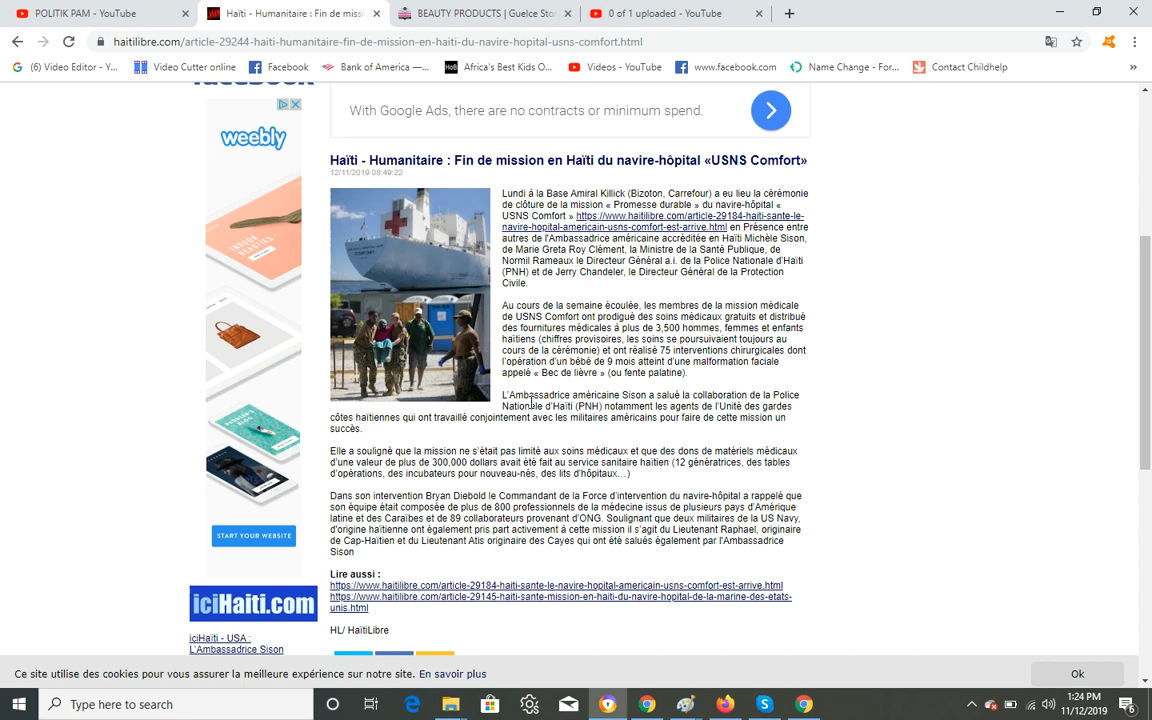 POLITIK PAM - YouTube
Haïti - Humanitaire : Fin de missi
BEAUTY PRODUCTS | Guelce Sto
0 of 1 uploaded - YouTube
haitilibre.com/article-29244-haiti-humanitaire-fin-de-mission-en-haiti-du-navire-hopital-usns-comfort.html
(6) Video Editor - Y...
Video Cutter online
Facebook
Bank of America —...
Africa's Best Kids O...
Videos - YouTube
www.facebook.com
Name Change - For...
Contact Childhelp
facebook
With Google Ads, there are no contracts or minimum spend.
weebly
INDOOR BEAUTIES
START YOUR WEBSITE
Haïti - Humanitaire : Fin de mission en Haïti du navire-hôpital «USNS Comfort»
12/11/2019 08:49:22
Lundi à la Base Amiral Killick (Bizoton, Carrefour) a eu lieu la cérémonie
de clôture de la mission « Promesse durable » du navire-hôpital «
USNS Comfort » https://www.haitilibre.com/article-29184-haiti-sante-le-
navire-hopital-americain-usns-comfort-est-arrive.html en Présence entre
autres de l'Ambassadrice américaine accréditée en Haïti Michèle Sison,
de Marie Greta Roy Clément, la Ministre de la Santé Publique, de
Normil Rameaux le Directeur Général a.i. de la Police Nationale d'Haïti
(PNH) et de Jerry Chandeler, le Directeur Général de la Protection
Civile.
Au cours de la semaine écoulée, les membres de la mission médicale
de USNS Comfort ont prodigué des soins médicaux gratuits et distribué
des fournitures médicales à plus de 3,500 hommes, femmes et enfants
haïtiens (chiffres provisoires, les soins se poursuivaient toujours au
cours de la cérémonie) et ont réalisé 75 interventions chirurgicales dont
l'opération d'un bébé de 9 mois atteint d'une malformation faciale
appelé « Bec de lièvre » (ou fente palatine).
L'Ambassadrice américaine Sison a salué la collaboration de la Police
Nationale d'Haïti (PNH) notamment les agents de l'Unité des gardes
côtes haïtiennes qui ont travaillé conjointement avec les militaires américains pour faire de cette mission un
succès.
Elle a souligné que la mission ne s'était pas limité aux soins médicaux et que des dons de matériels médicaux
d'une valeur de plus de 300,000 dollars avait été fait au service sanitaire haïtien (12 génératrices, des tables
d'opérations, des incubateurs pour nouveau-nés, des lits d'hôpitaux…)
Dans son intervention Bryan Diebold le Commandant de la Force d'intervention du navire-hôpital a rappelé que
son équipe était composée de plus de 800 professionnels de la médecine issus de plusieurs pays d'Amérique
latine et des Caraïbes et de 89 collaborateurs provenant d'ONG. Soulignant que deux militaires de la US Navy,
d'origine haïtienne ont également pris part activement à cette mission il s'agit du Lieutenant Raphael, originaire
de Cap-Haïtien et du Lieutenant Atis originaire des Cayes qui ont été salués également par l'Ambassadrice
Sison
Lire aussi :
https://www.haitilibre.com/article-29184-haiti-sante-le-navire-hopital-americain-usns-comfort-est-arrive.html
https://www.haitilibre.com/article-29145-haiti-sante-mission-en-haiti-du-navire-hopital-de-la-marine-des-etats-
unis.html
HL/ HaïtiLibre
iciHaiti.com
iciHaïti - USA :
L'Ambassadrice Sison
Ce site utilise des cookies pour vous assurer la meilleure expérience sur notre site. En savoir plus
Ok
Type here to search
1:24 PM
11/12/2019
6